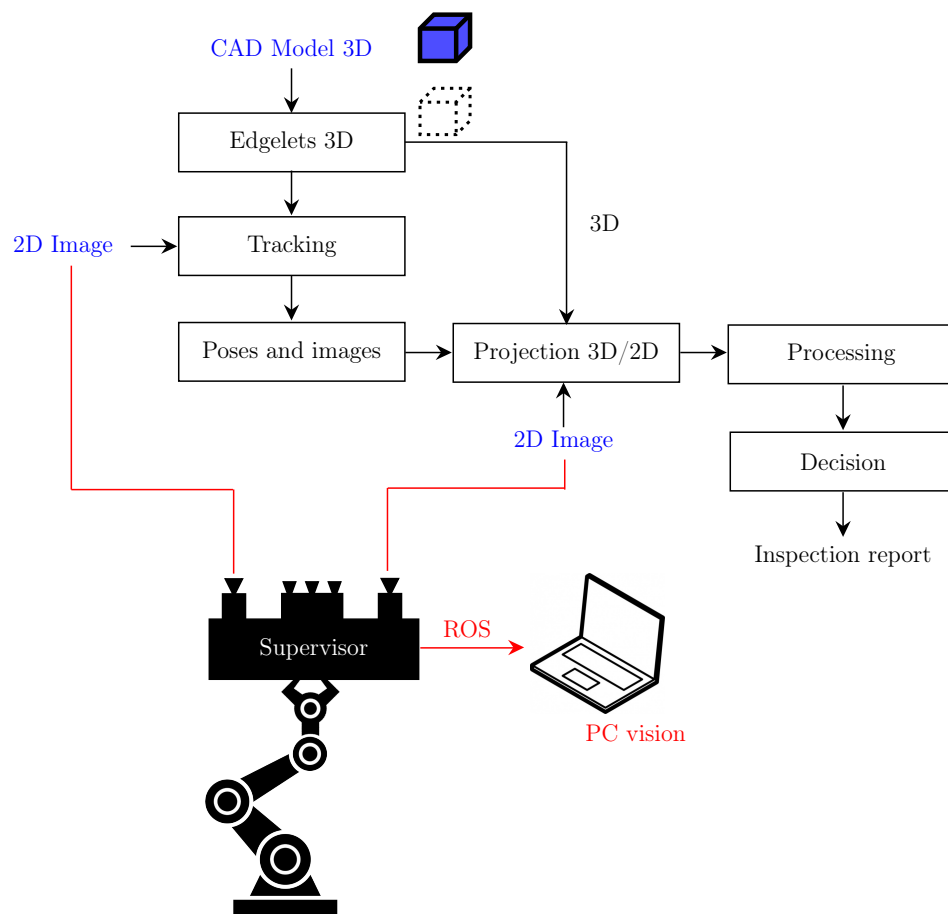 CAD Model 3D
Edgelets 3D
3D
2D Image
Tracking
Poses and images
Projection 3D/2D
Processing
2D Image
Decision
Inspection report
Supervisor
ROS
PC vision